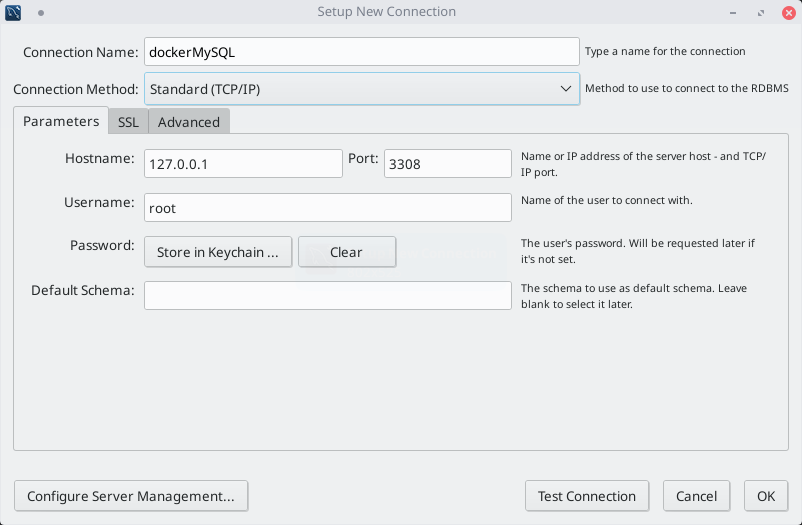 Setup New Connection
Connection Name: dockerMySQL Type a name for the connection
Connection Method: Standard (TCP/IP) Method to use to connect to the RDBMS
Parameters SSL Advanced
Hostname: 127.0.0.1 Port: 3308 Name or IP address of the server host - and TCP/
IP port.
Username: root Name of the user to connect with.
Password: Store in Keychain ... Clear The user's password. Will be requested later if
it's not set.
Default Schema: The schema to use as default schema. Leave
blank to select it later.
Configure Server Management... Test Connection Cancel OK